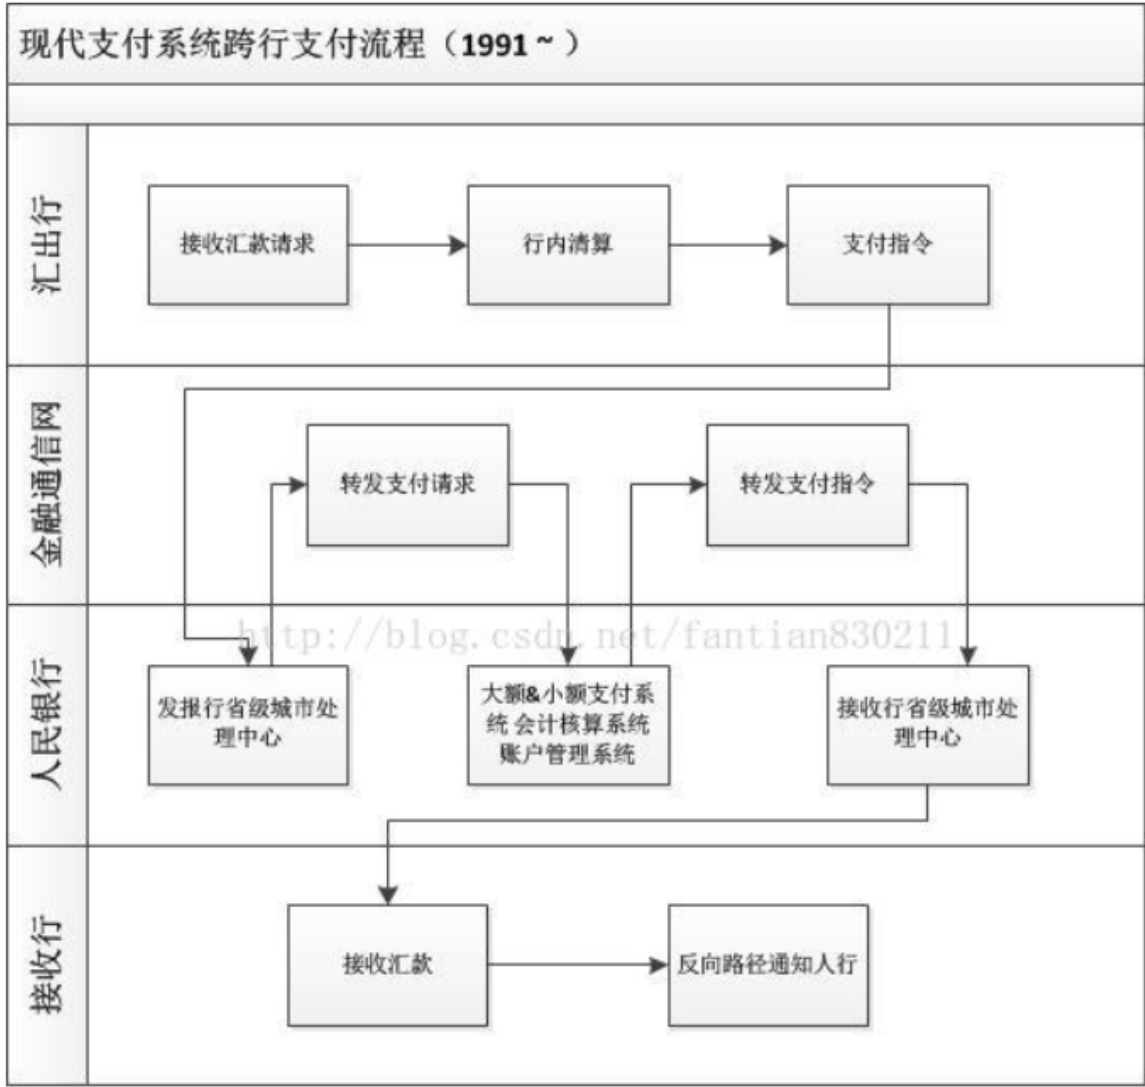 现代支付系统跨行支付流程（1991 ~ ）
汇出行
接收汇款请求
行内清算
支付指令
金融通信网
转发支付请求
转发支付指令
http://blog.csdn.net/fantian830211
人民银行
发报行省级城市处
理中心
大额&小额支付系
统 会计核算系统
账户管理系统
接收行省级城市处
理中心
接收行
接收汇款
反向路径通知人行